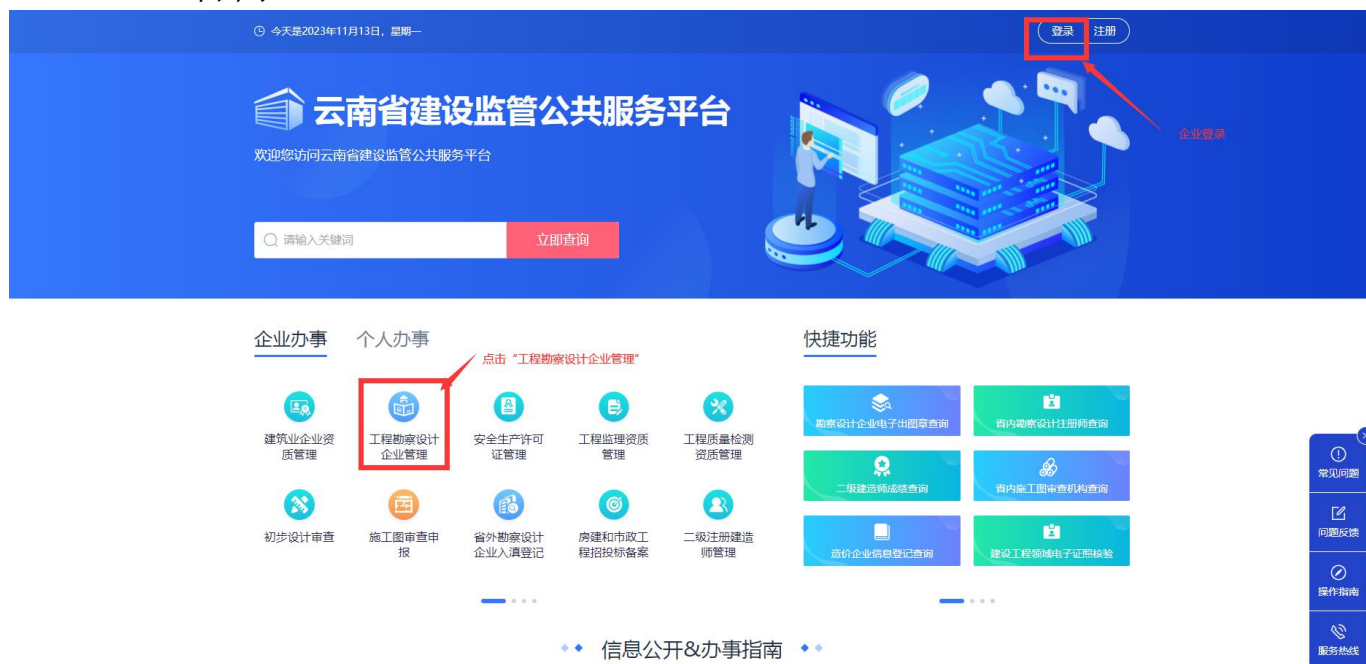 今天是2023年11月13日，星期一
登录 注册
云南省建设监管公共服务平台
企业登录
欢迎您访问云南省建设监管公共服务平台
请输入关键词 立即查询
企业办事 个人办事
快捷功能
点击“工程勘察设计企业管理”
建筑业企业资
质管理
工程勘察设计
企业管理
安全生产许可
证管理
工程监理资质
管理
工程质量检测
资质管理
初步设计审查
施工图审查申
报
省外勘察设计
企业入滇登记
房建和市政工
程招投标备案
二级注册建造
师管理
勘察设计企业电子出图章查询
省内勘察设计注册师查询
二级建造师成绩查询
省内施工图审查机构查询
造价企业信息登记查询
建设工程领域电子证照核验
常见问题
问题反馈
操作指南
服务热线
信息公开&办事指南